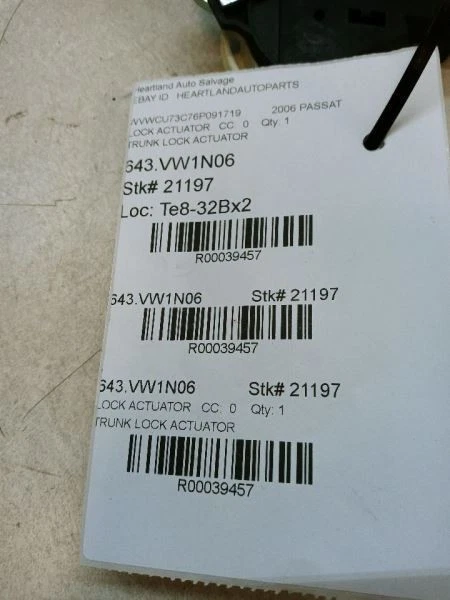 Heartland Auto Salvage
EBAY ID HEARTLANDAUTOPARTS
WVWCU73C76P091719 2006 PASSAT
LOCK ACTUATOR CC: 0 Qty: 1
TRUNK LOCK ACTUATOR
643.VW1N06
Stk# 21197
Loc: Te8-32Bx2
R00039457
643.VW1N06 Stk# 21197
R00039457
643.VW1N06 Stk# 21197
LOCK ACTUATOR CC: 0 Qty: 1
TRUNK LOCK ACTUATOR
R00039457